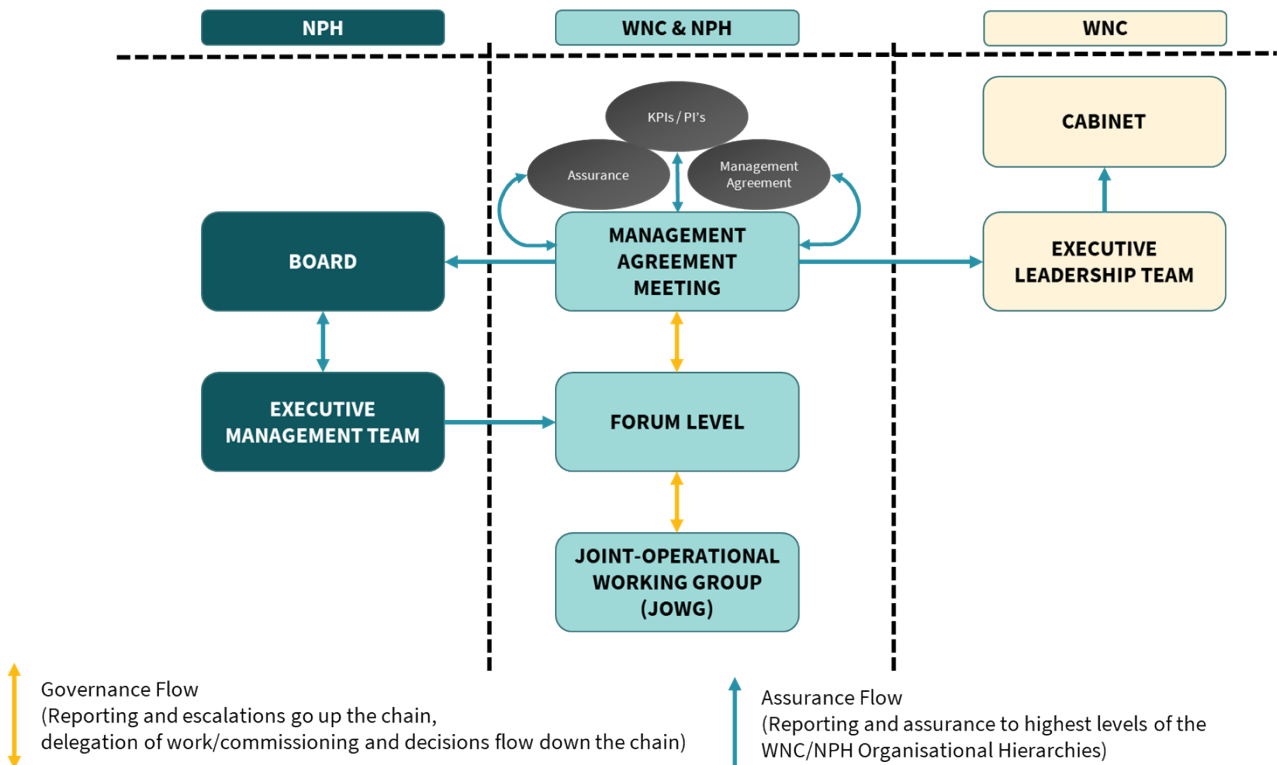 NPH
WNC & NPH
WNC
KPIs / PI's
Assurance
Management
Agreement
CABINET
BOARD
MANAGEMENT
AGREEMENT
MEETING
EXECUTIVE
LEADERSHIP TEAM
EXECUTIVE
MANAGEMENT TEAM
FORUM LEVEL
JOINT-OPERATIONAL
WORKING GROUP
(JOWG)
Governance Flow
(Reporting and escalations go up the chain,
delegation of work/commissioning and decisions flow down the chain)
Assurance Flow
(Reporting and assurance to highest levels of the
WNC/NPH Organisational Hierarchies)